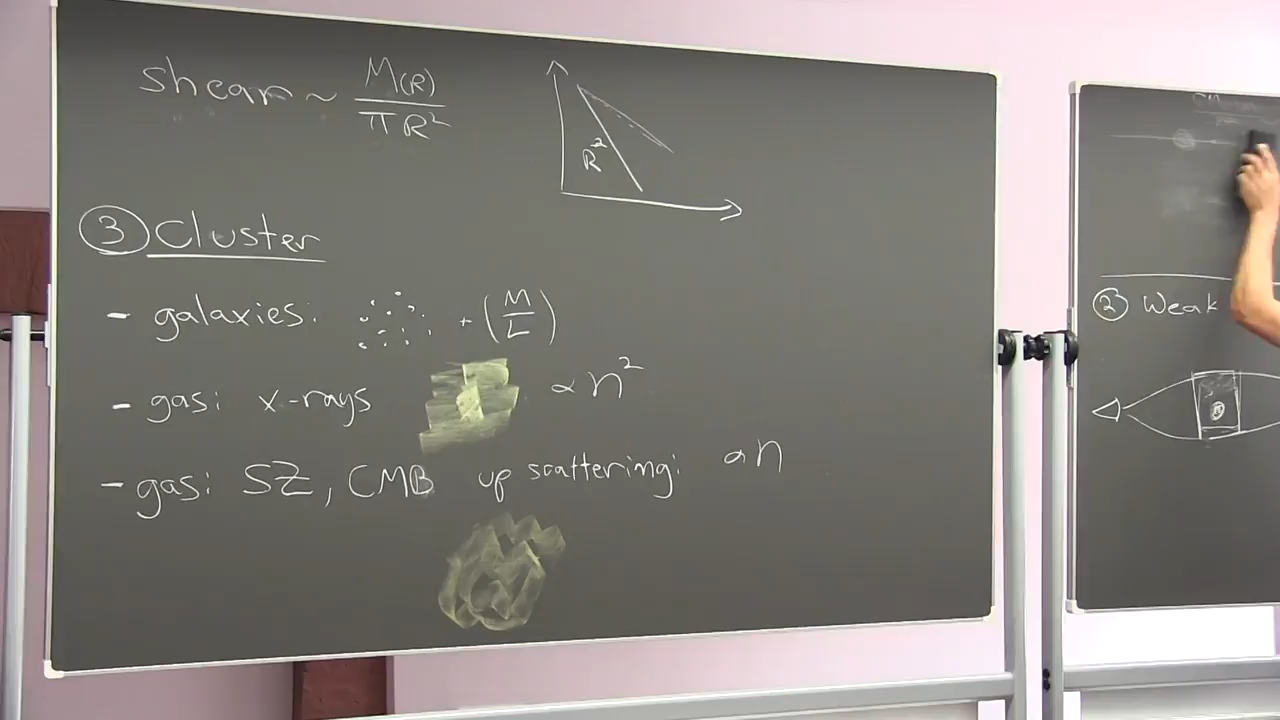 shear ~ M(R) / πR²
R²
③ Cluster
- galaxies: + (M/L)
- gas: x-rays ∝ n²
- gas: SZ, CMB up scattering: ∝ n
② Weak